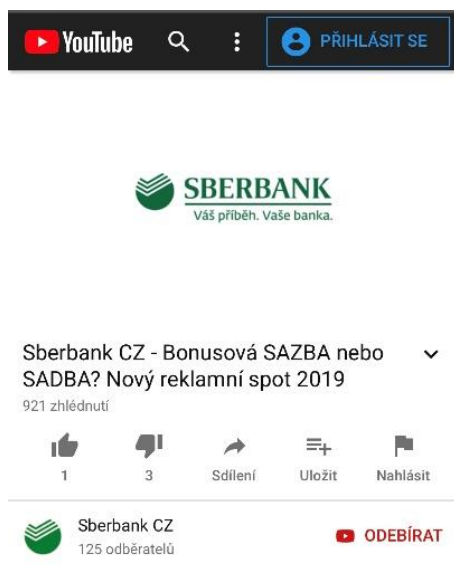 YouTube PŘIHLÁSIT SE
SBERBANK
Váš příběh. Vaše banka.
Sberbank CZ - Bonusová SAZBA nebo
SADBA? Nový reklamní spot 2019
921 zhlédnutí
1 3 Sdílení Uložit Nahlásit
Sberbank CZ
125 odběratelů
ODEBÍRAT